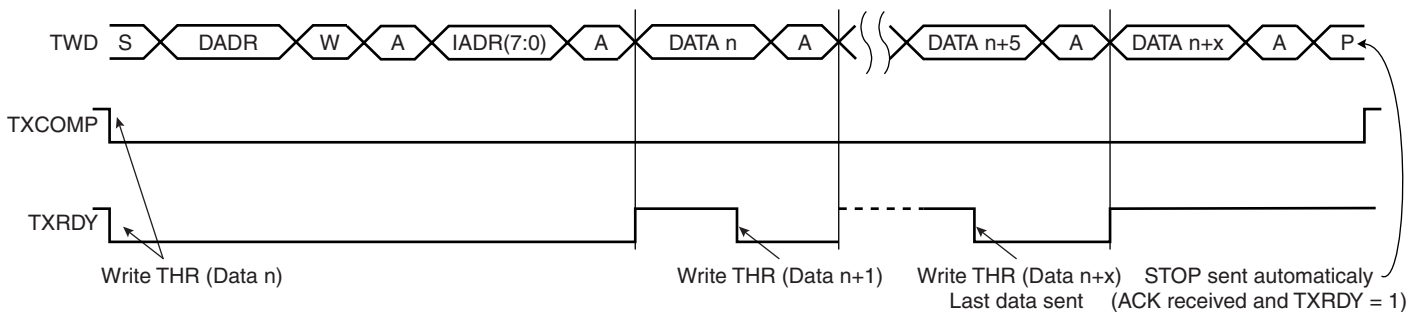 TWD S DADR W A IADR(7:0) A DATA n A DATA n+5 A DATA n+x A P
TXCOMP
TXRDY
Write THR (Data n) Write THR (Data n+1) Write THR (Data n+x) STOP sent automaticaly
Last data sent (ACK received and TXRDY = 1)